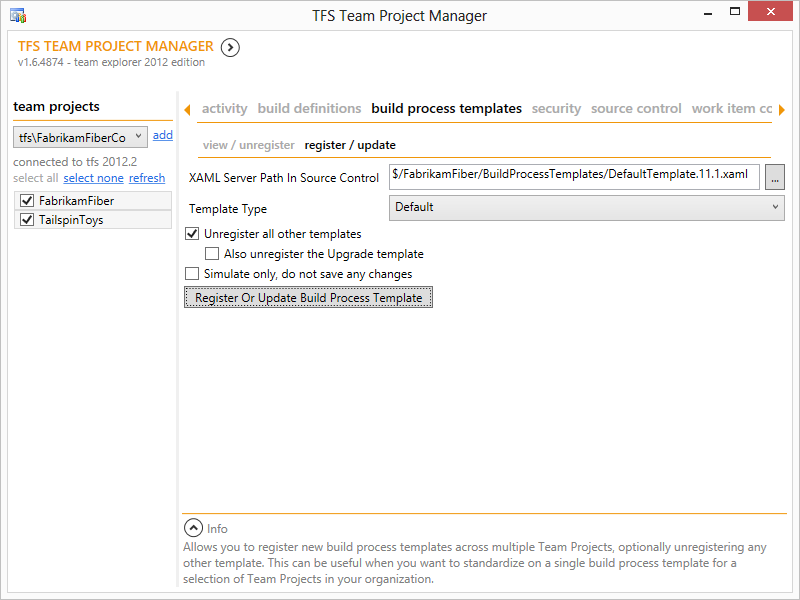 TFS Team Project Manager
TFS TEAM PROJECT MANAGER
v1.6.4874 - team explorer 2012 edition
team projects
tfs\FabrikamFiberCo add
connected to tfs 2012.2
select all select none refresh
FabrikamFiber
TailspinToys
activity build definitions build process templates security source control work item cc
view / unregister register / update
XAML Server Path In Source Control $/FabrikamFiber/BuildProcessTemplates/DefaultTemplate.11.1.xaml ...
Template Type Default
Unregister all other templates
Also unregister the Upgrade template
Simulate only, do not save any changes
Register Or Update Build Process Template
Info
Allows you to register new build process templates across multiple Team Projects, optionally unregistering any
other template. This can be useful when you want to standardize on a single build process template for a
selection of Team Projects in your organization.